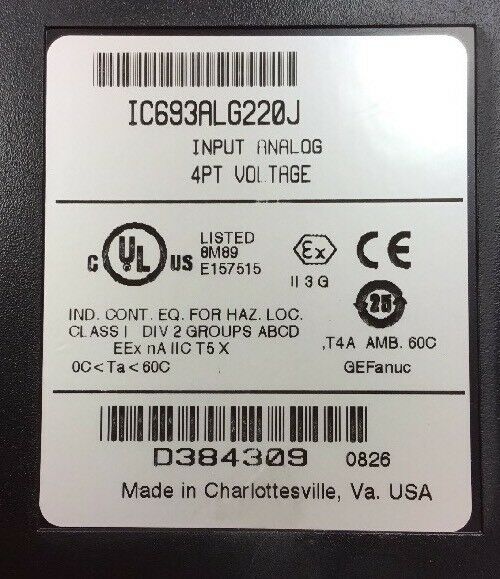 IC693ALG220J
INPUT ANALOG
4PT VOLTAGE
c UL US LISTED
8M89
E157515
Ex
II 3 G
CE
25
IND. CONT. EQ. FOR HAZ. LOC.
CLASS I DIV 2 GROUPS ABCD
EEx nA IIC T5 X
0C<Ta<60C
,T4A AMB. 60C
GEFanuc
D384309 0826
Made in Charlottesville, Va. USA